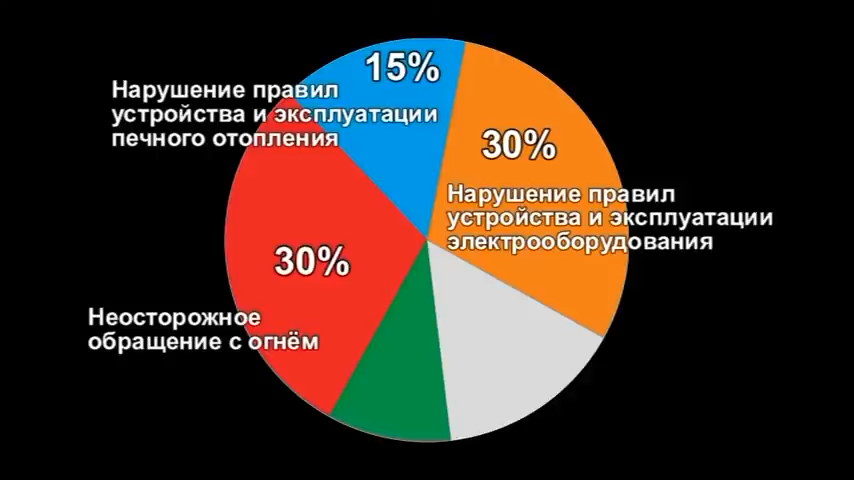 15%
Нарушение правил
устройства и эксплуатации
печного отопления
30%
Нарушение правил
устройства и эксплуатации
электрооборудования
30%
Неосторожное
обращение с огнём